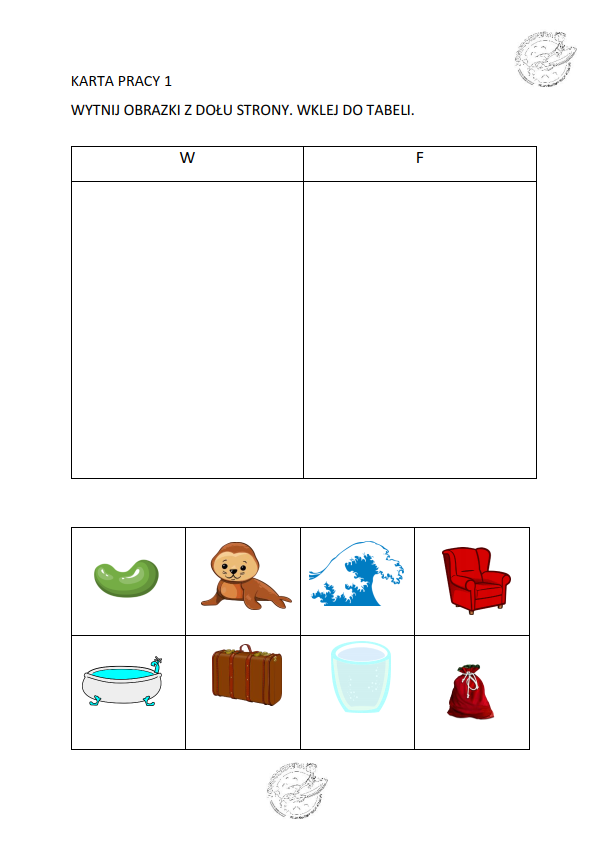 KARTA PRACY 1
WYTNIJ OBRAZKI Z DOŁU STRONY. WKLEJ DO TABELI.
W F